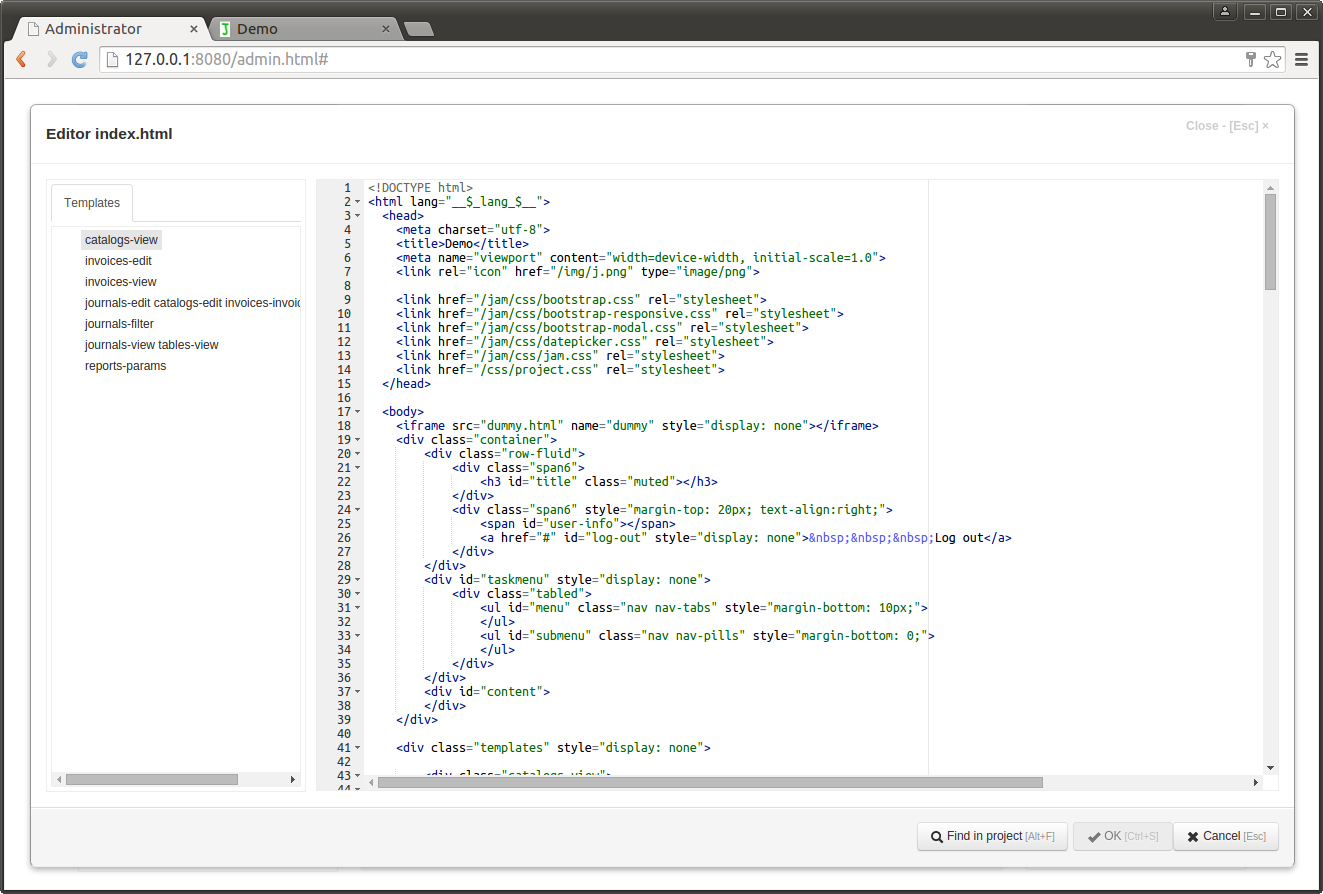 Administrator × Demo ×
127.0.0.1:8080/admin.html#
Editor index.html
Close - [Esc] ×
Templates
catalogs-view
invoices-edit
invoices-view
journals-edit catalogs-edit
journals-filter
journals-view tables-view
reports-params
1 <!DOCTYPE html>
2 <html lang="__$_lang_$__">
3 <head>
4 <meta charset="utf-8">
5 <title>Demo</title>
6 <meta name="viewport" content="width=device-width, initial-scale=1.0">
7 <link rel="icon" href="/img/j.png" type="image/png">
8
9 <link href="/jam/css/bootstrap.css" rel="stylesheet">
10 <link href="/jam/css/bootstrap-responsive.css" rel="stylesheet">
11 <link href="/jam/css/bootstrap-modal.css" rel="stylesheet">
12 <link href="/jam/css/datepicker.css" rel="stylesheet">
13 <link href="/jam/css/jam.css" rel="stylesheet">
14 <link href="/css/project.css" rel="stylesheet">
15 </head>
16
17 <body>
18 <iframe src="dummy.html" name="dummy" style="display: none"></iframe>
19 <div class="container">
20 <div class="row-fluid">
21 <div class="span6">
22 <h3 id="title" class="muted"></h3>
23 </div>
24 <div class="span6" style="margin-top: 20px; text-align:right;">
25 <span id="user-info"></span>
26 <a href="#" id="log-out" style="display: none">&nbsp;&nbsp;&nbsp;Log out</a>
27 </div>
28 </div>
29 <div id="taskmenu" style="display: none">
30 <div class="tabled">
31 <ul id="menu" class="nav nav-tabs" style="margin-bottom: 10px;">
32 </ul>
33 <ul id="submenu" class="nav nav-pills" style="margin-bottom: 0;">
34 </ul>
35 </div>
36 </div>
37 <div id="content">
38 </div>
39 </div>
40
41 <div class="templates" style="display: none">
42
43 <div class="catalogs-view">
44
Find in project [Alt+F]
OK [Ctrl+S]
Cancel [Esc]